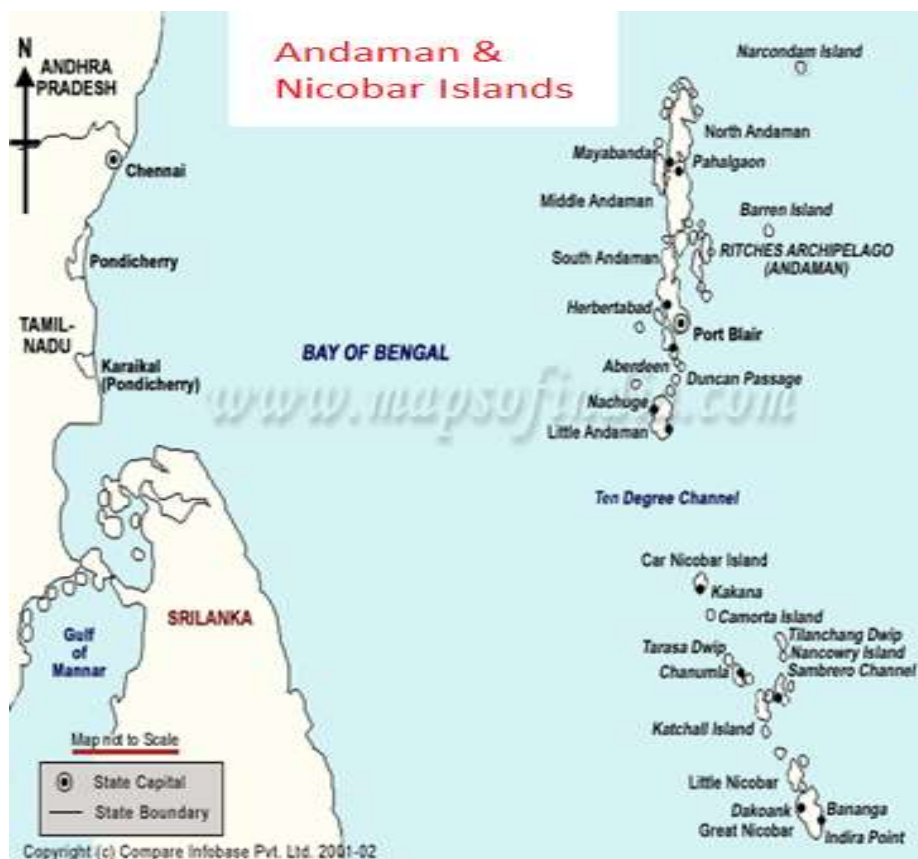 Andaman &
Nicobar Islands
N
ANDHRA
PRADESH
Chennai
Pondicherry
TAMIL-
NADU
Karaikal
(Pondicherry)
BAY OF BENGAL
www.mapsofindia.com
Narcondam Island
North Andaman
Mayabandar
Pahalgaon
Middle Andaman
Barren Island
South Andaman
RITCHES ARCHIPELAGO
(ANDAMAN)
Herbertabad
Port Blair
Aberdeen
Duncan Passage
Nachuge
Little Andaman
Ten Degree Channel
Car Nicobar Island
Kakana
Camorta Island
Tilanchang Dwip
Tarasa Dwip
Nancowry Island
Chanumla
Sambrero Channel
Katchall Island
Little Nicobar
Dakoank
Bananga
Great Nicobar
Indira Point
SRILANKA
Gulf
of
Mannar
Map not to Scale
State Capital
State Boundary
Copyright (c) Compare Infobase Pvt. Ltd. 2001-02